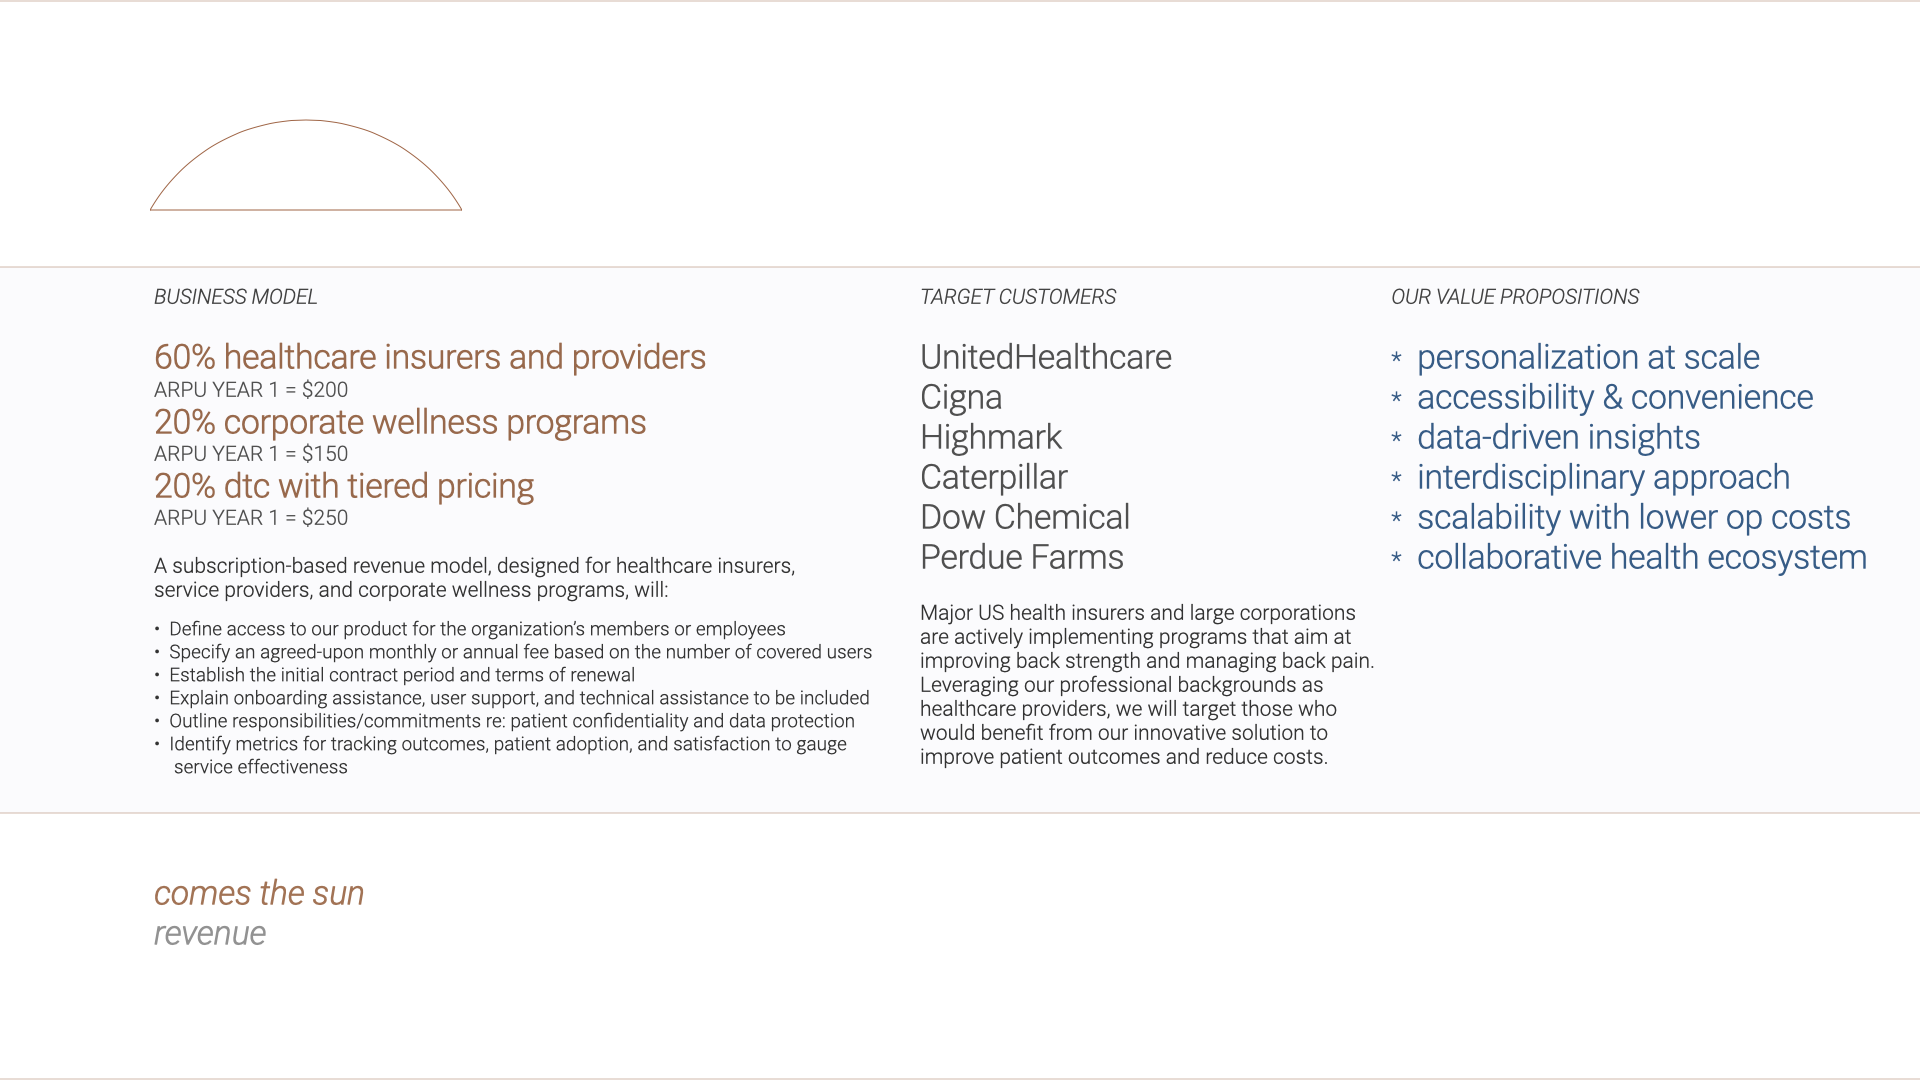 BUSINESS MODEL
60% healthcare insurers and providers
ARPU YEAR 1 = $200
20% corporate wellness programs
ARPU YEAR 1 = $150
20% dtc with tiered pricing
ARPU YEAR 1 = $250
A subscription-based revenue model, designed for healthcare insurers,
service providers, and corporate wellness programs, will:
• Define access to our product for the organization’s members or employees
• Specify an agreed-upon monthly or annual fee based on the number of covered users
• Establish the initial contract period and terms of renewal
• Explain onboarding assistance, user support, and technical assistance to be included
• Outline responsibilities/commitments re: patient confidentiality and data protection
• Identify metrics for tracking outcomes, patient adoption, and satisfaction to gauge
service effectiveness
TARGET CUSTOMERS
UnitedHealthcare
Cigna
Highmark
Caterpillar
Dow Chemical
Perdue Farms
Major US health insurers and large corporations
are actively implementing programs that aim at
improving back strength and managing back pain.
Leveraging our professional backgrounds as
healthcare providers, we will target those who
would benefit from our innovative solution to
improve patient outcomes and reduce costs.
OUR VALUE PROPOSITIONS
* personalization at scale
* accessibility & convenience
* data-driven insights
* interdisciplinary approach
* scalability with lower op costs
* collaborative health ecosystem
comes the sun
revenue